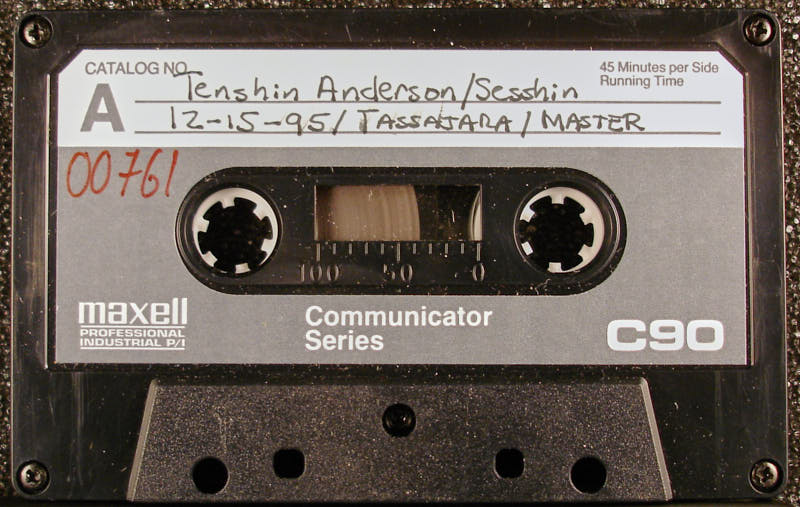 CATALOG NO.
45 Minutes per Side
Running Time
A
Tenshin Anderson/Sesshin
12-15-95/TASSAJARA/MASTER
00761
100 50 0
maxell
PROFESSIONAL
INDUSTRIAL P/I
Communicator
Series
C90